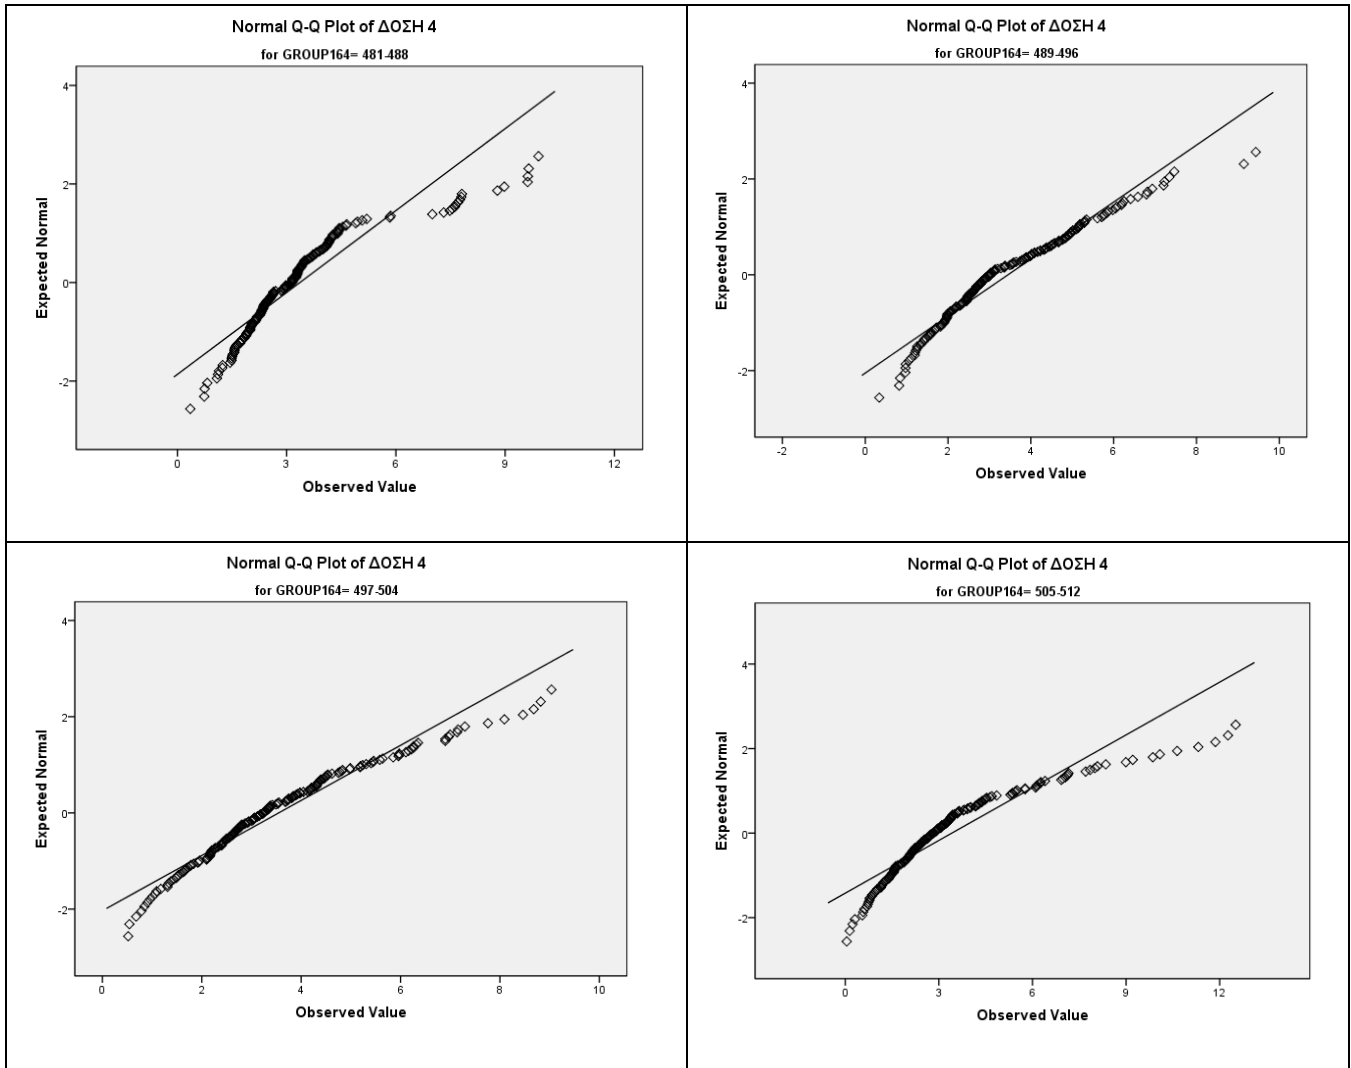 Normal Q-Q Plot of ΔΟΣΗ 4
for GROUP164= 481-488
Expected Normal
4
2
0
-2
0 3 6 9 12
Observed Value
Normal Q-Q Plot of ΔΟΣΗ 4
for GROUP164= 489-496
Expected Normal
4
2
0
-2
-2 0 2 4 6 8 10
Observed Value
Normal Q-Q Plot of ΔΟΣΗ 4
for GROUP164= 497-504
Expected Normal
4
2
0
-2
0 2 4 6 8 10
Observed Value
Normal Q-Q Plot of ΔΟΣΗ 4
for GROUP164= 505-512
Expected Normal
4
2
0
-2
0 3 6 9 12
Observed Value